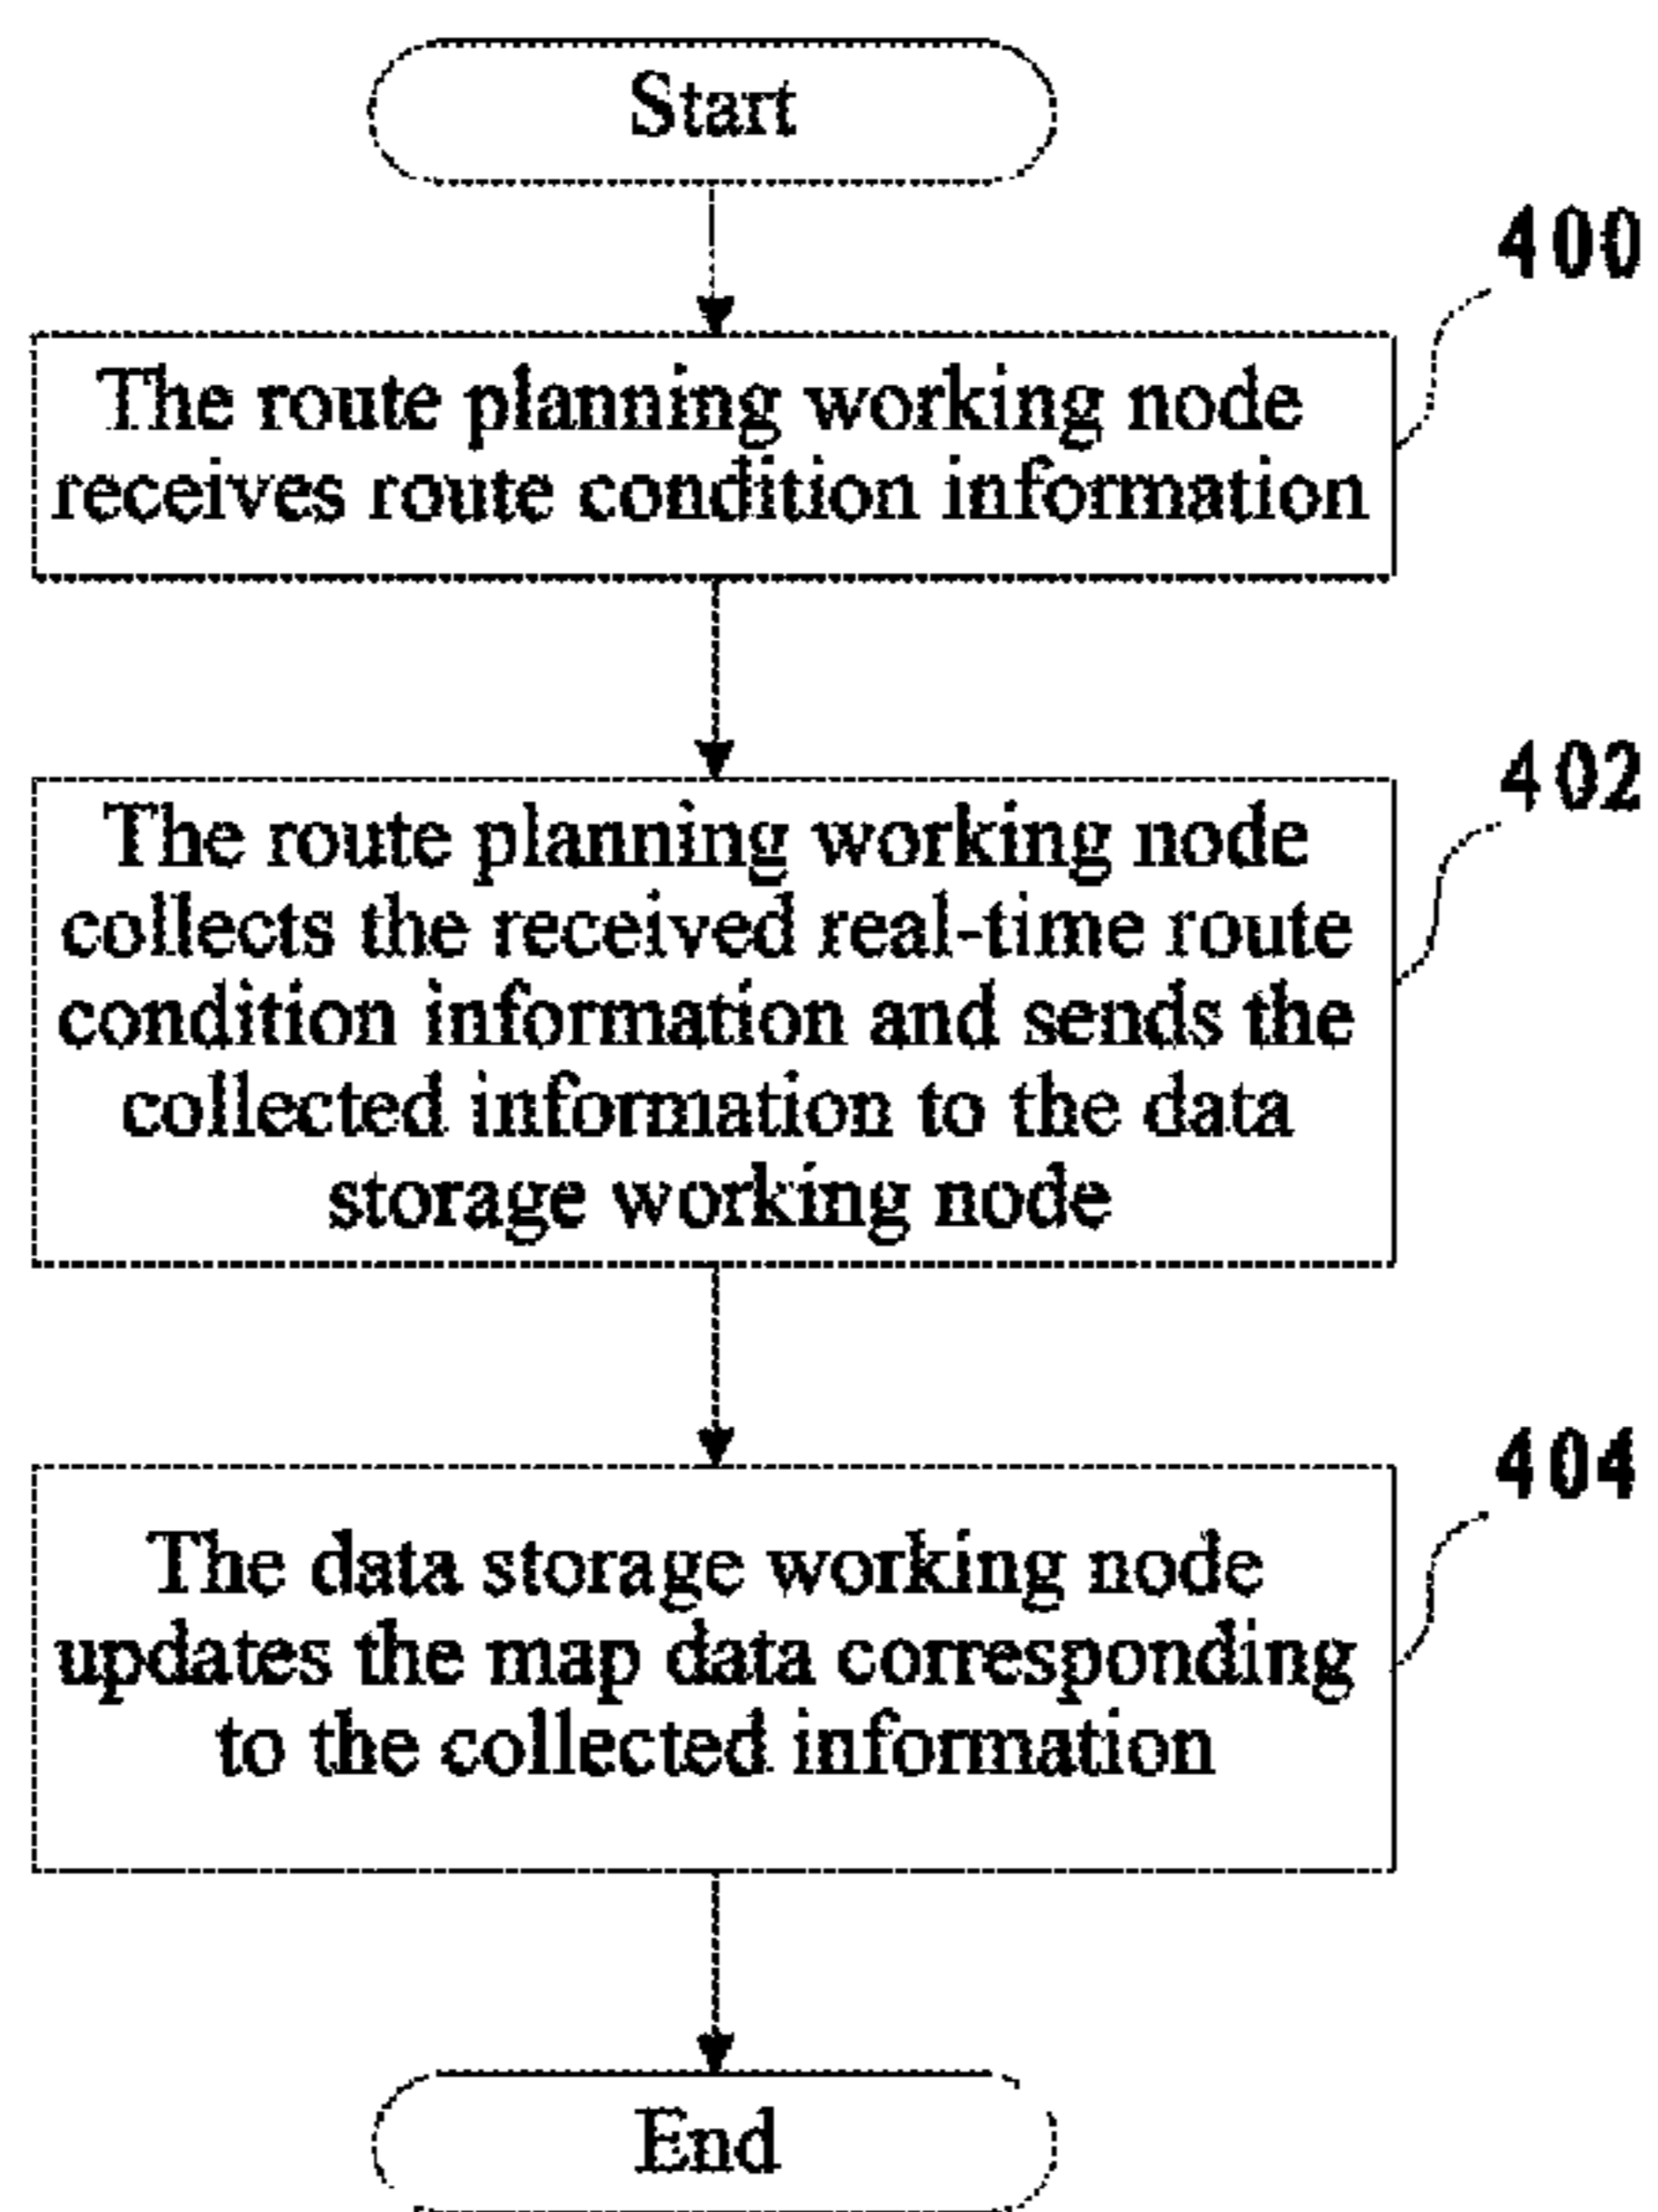 Start
400
The route planning working node
receives route condition information
402
The route planning working node
collects the received real-time route
condition information and sends the
collected information to the data
storage working node
404
The data storage working node
updates the map data corresponding
to the collected information
End